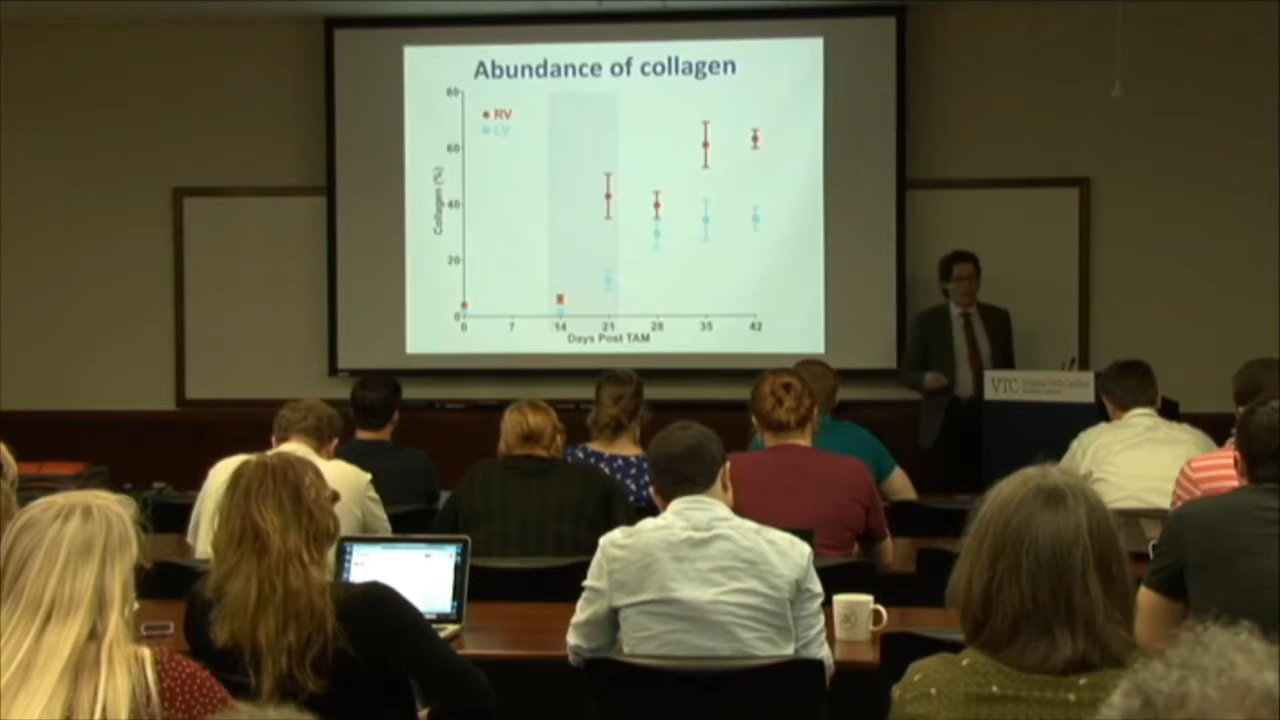 Abundance of collagen
80
RV
LV
60
Collagen (%)
40
20
0
0 7 14 21 28 35 42
Days Post TAM
VTC